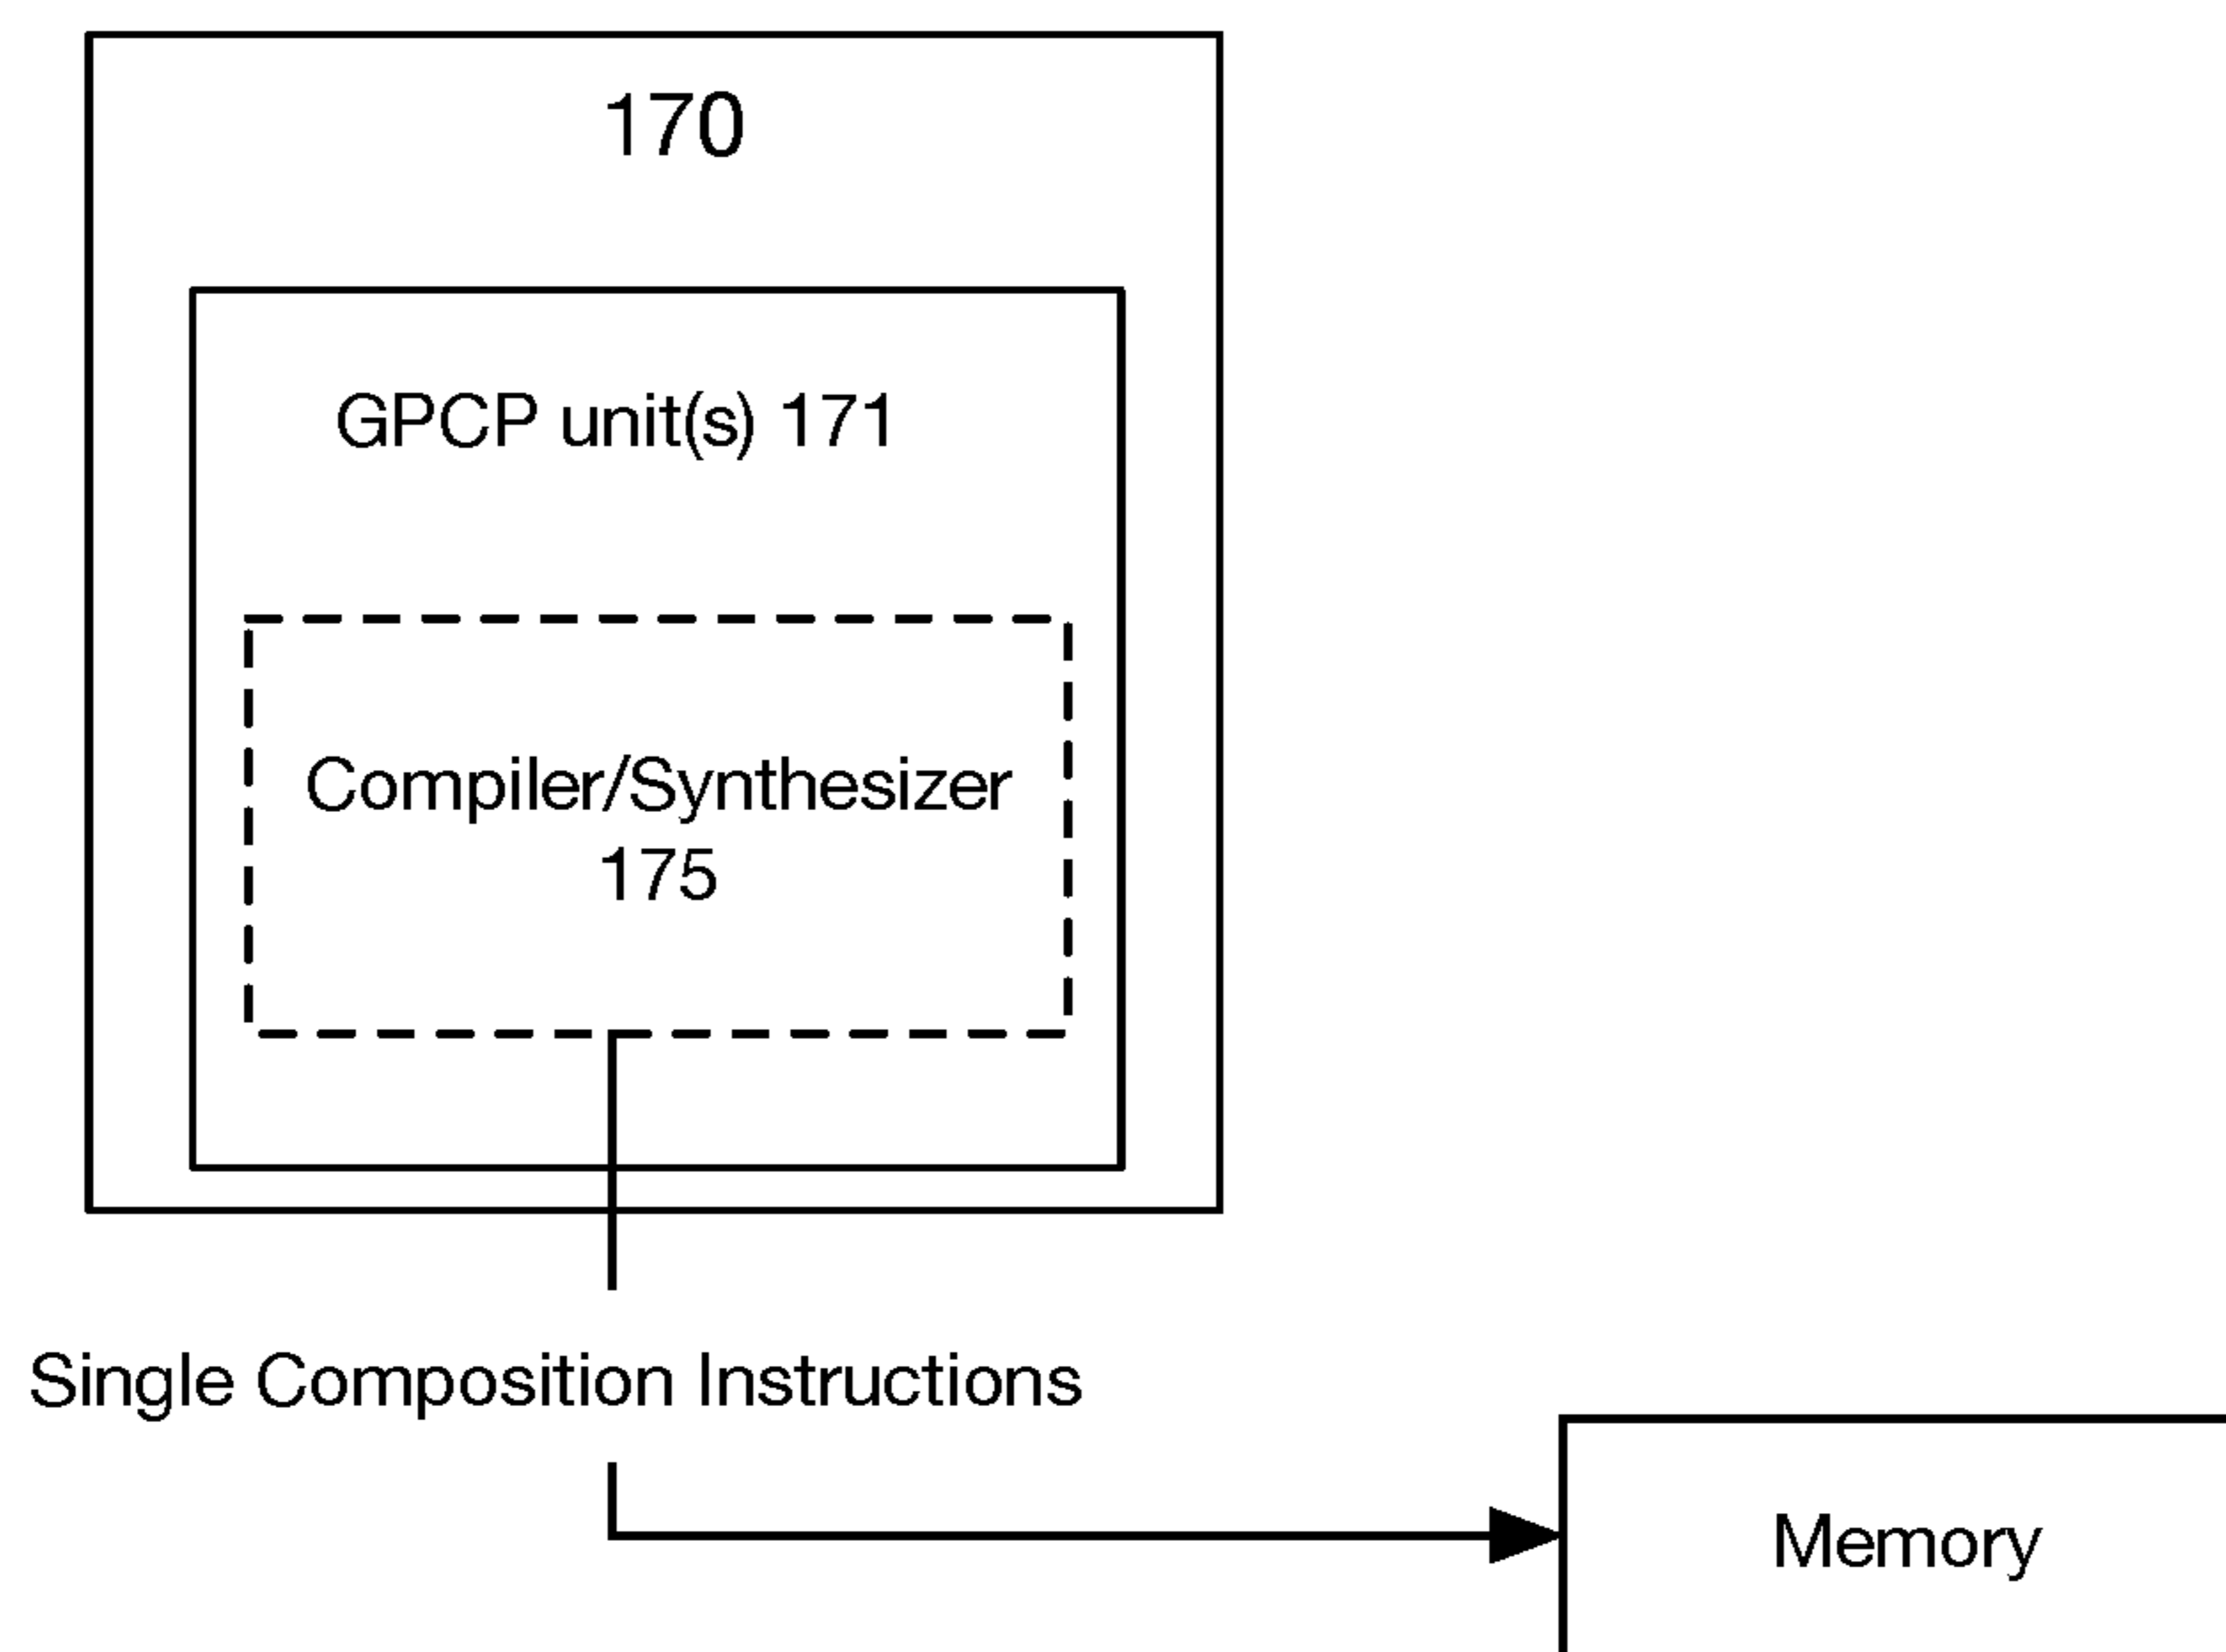 170
GPCP unit(s) 171
Compiler/Synthesizer
175
Single Composition Instructions
Memory